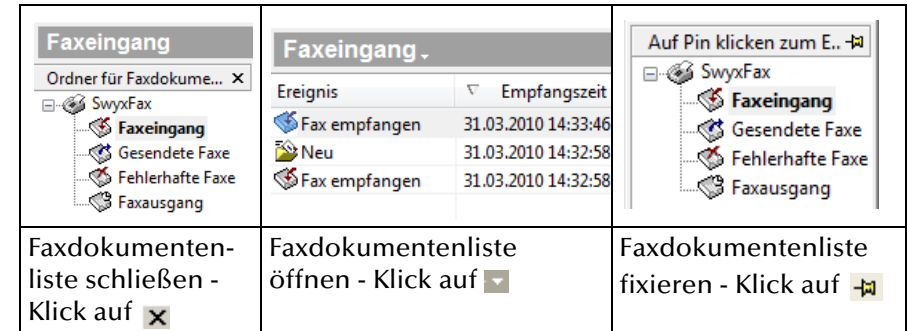 Faxeingang
Ordner für Faxdokume...
SwyxFax
Faxeingang
Gesendete Faxe
Fehlerhafte Faxe
Faxausgang
Faxeingang
Ereignis Empfangszeit
Fax empfangen 31.03.2010 14:33:46
Neu 31.03.2010 14:32:58
Fax empfangen 31.03.2010 14:32:58
Auf Pin klicken zum E..
SwyxFax
Faxeingang
Gesendete Faxe
Fehlerhafte Faxe
Faxausgang
Faxdokumenten-
liste schließen -
Klick auf
Faxdokumentenliste
öffnen - Klick auf
Faxdokumentenliste
fixieren - Klick auf